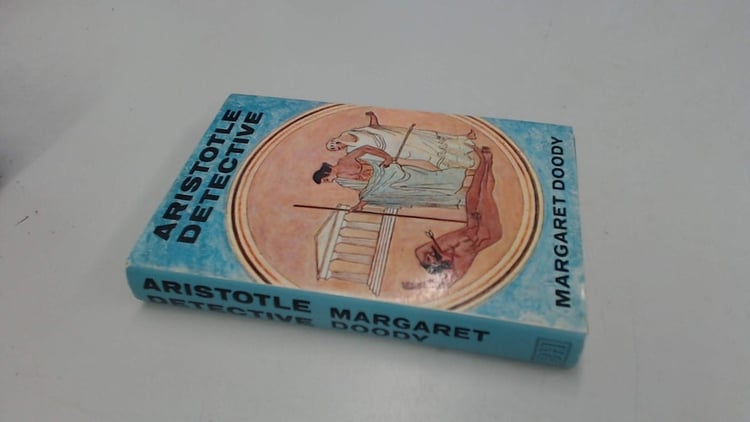 ARISTOTLE
DETECTIVE
MARGARET DOODY
ARISTOTLE
DETECTIVE
MARGARET
DOODY